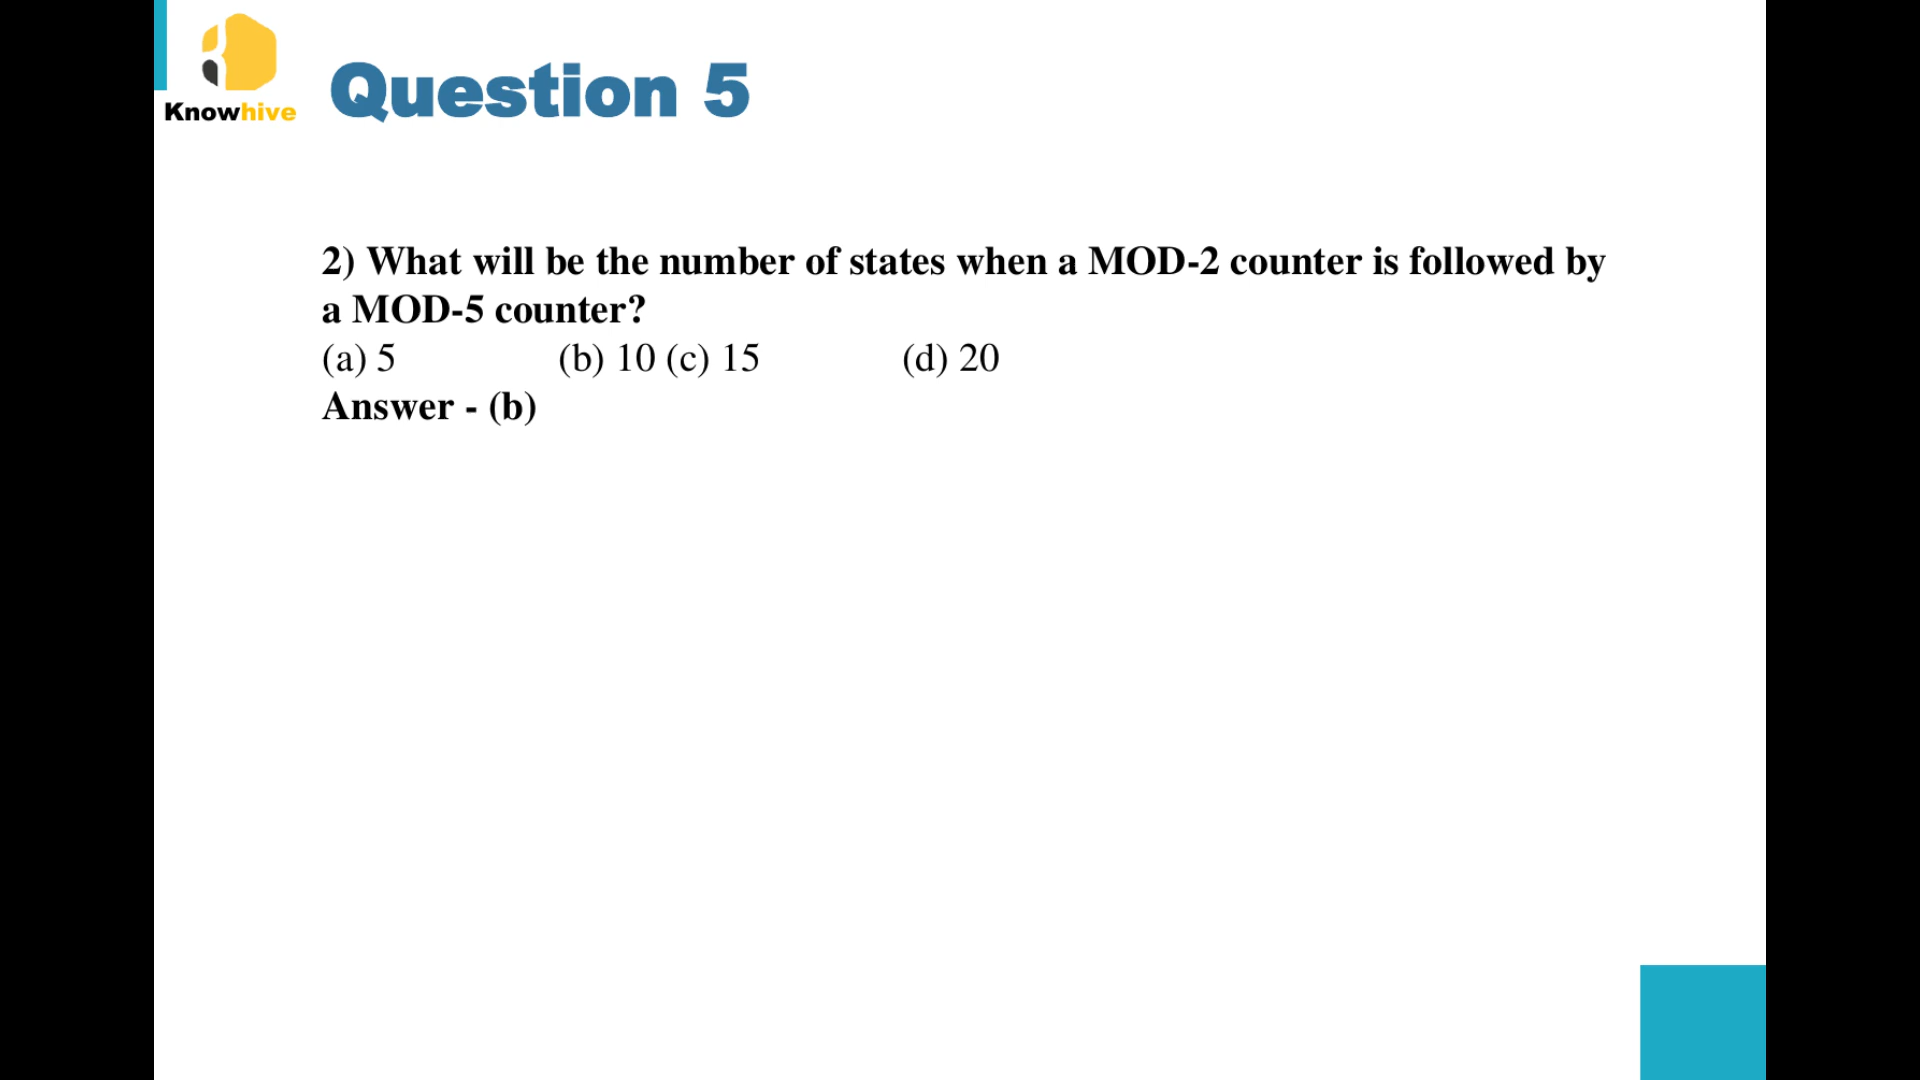 Knowhive
Question 5
2) What will be the number of states when a MOD-2 counter is followed by
a MOD-5 counter?
(a) 5 (b) 10 (c) 15 (d) 20
Answer - (b)